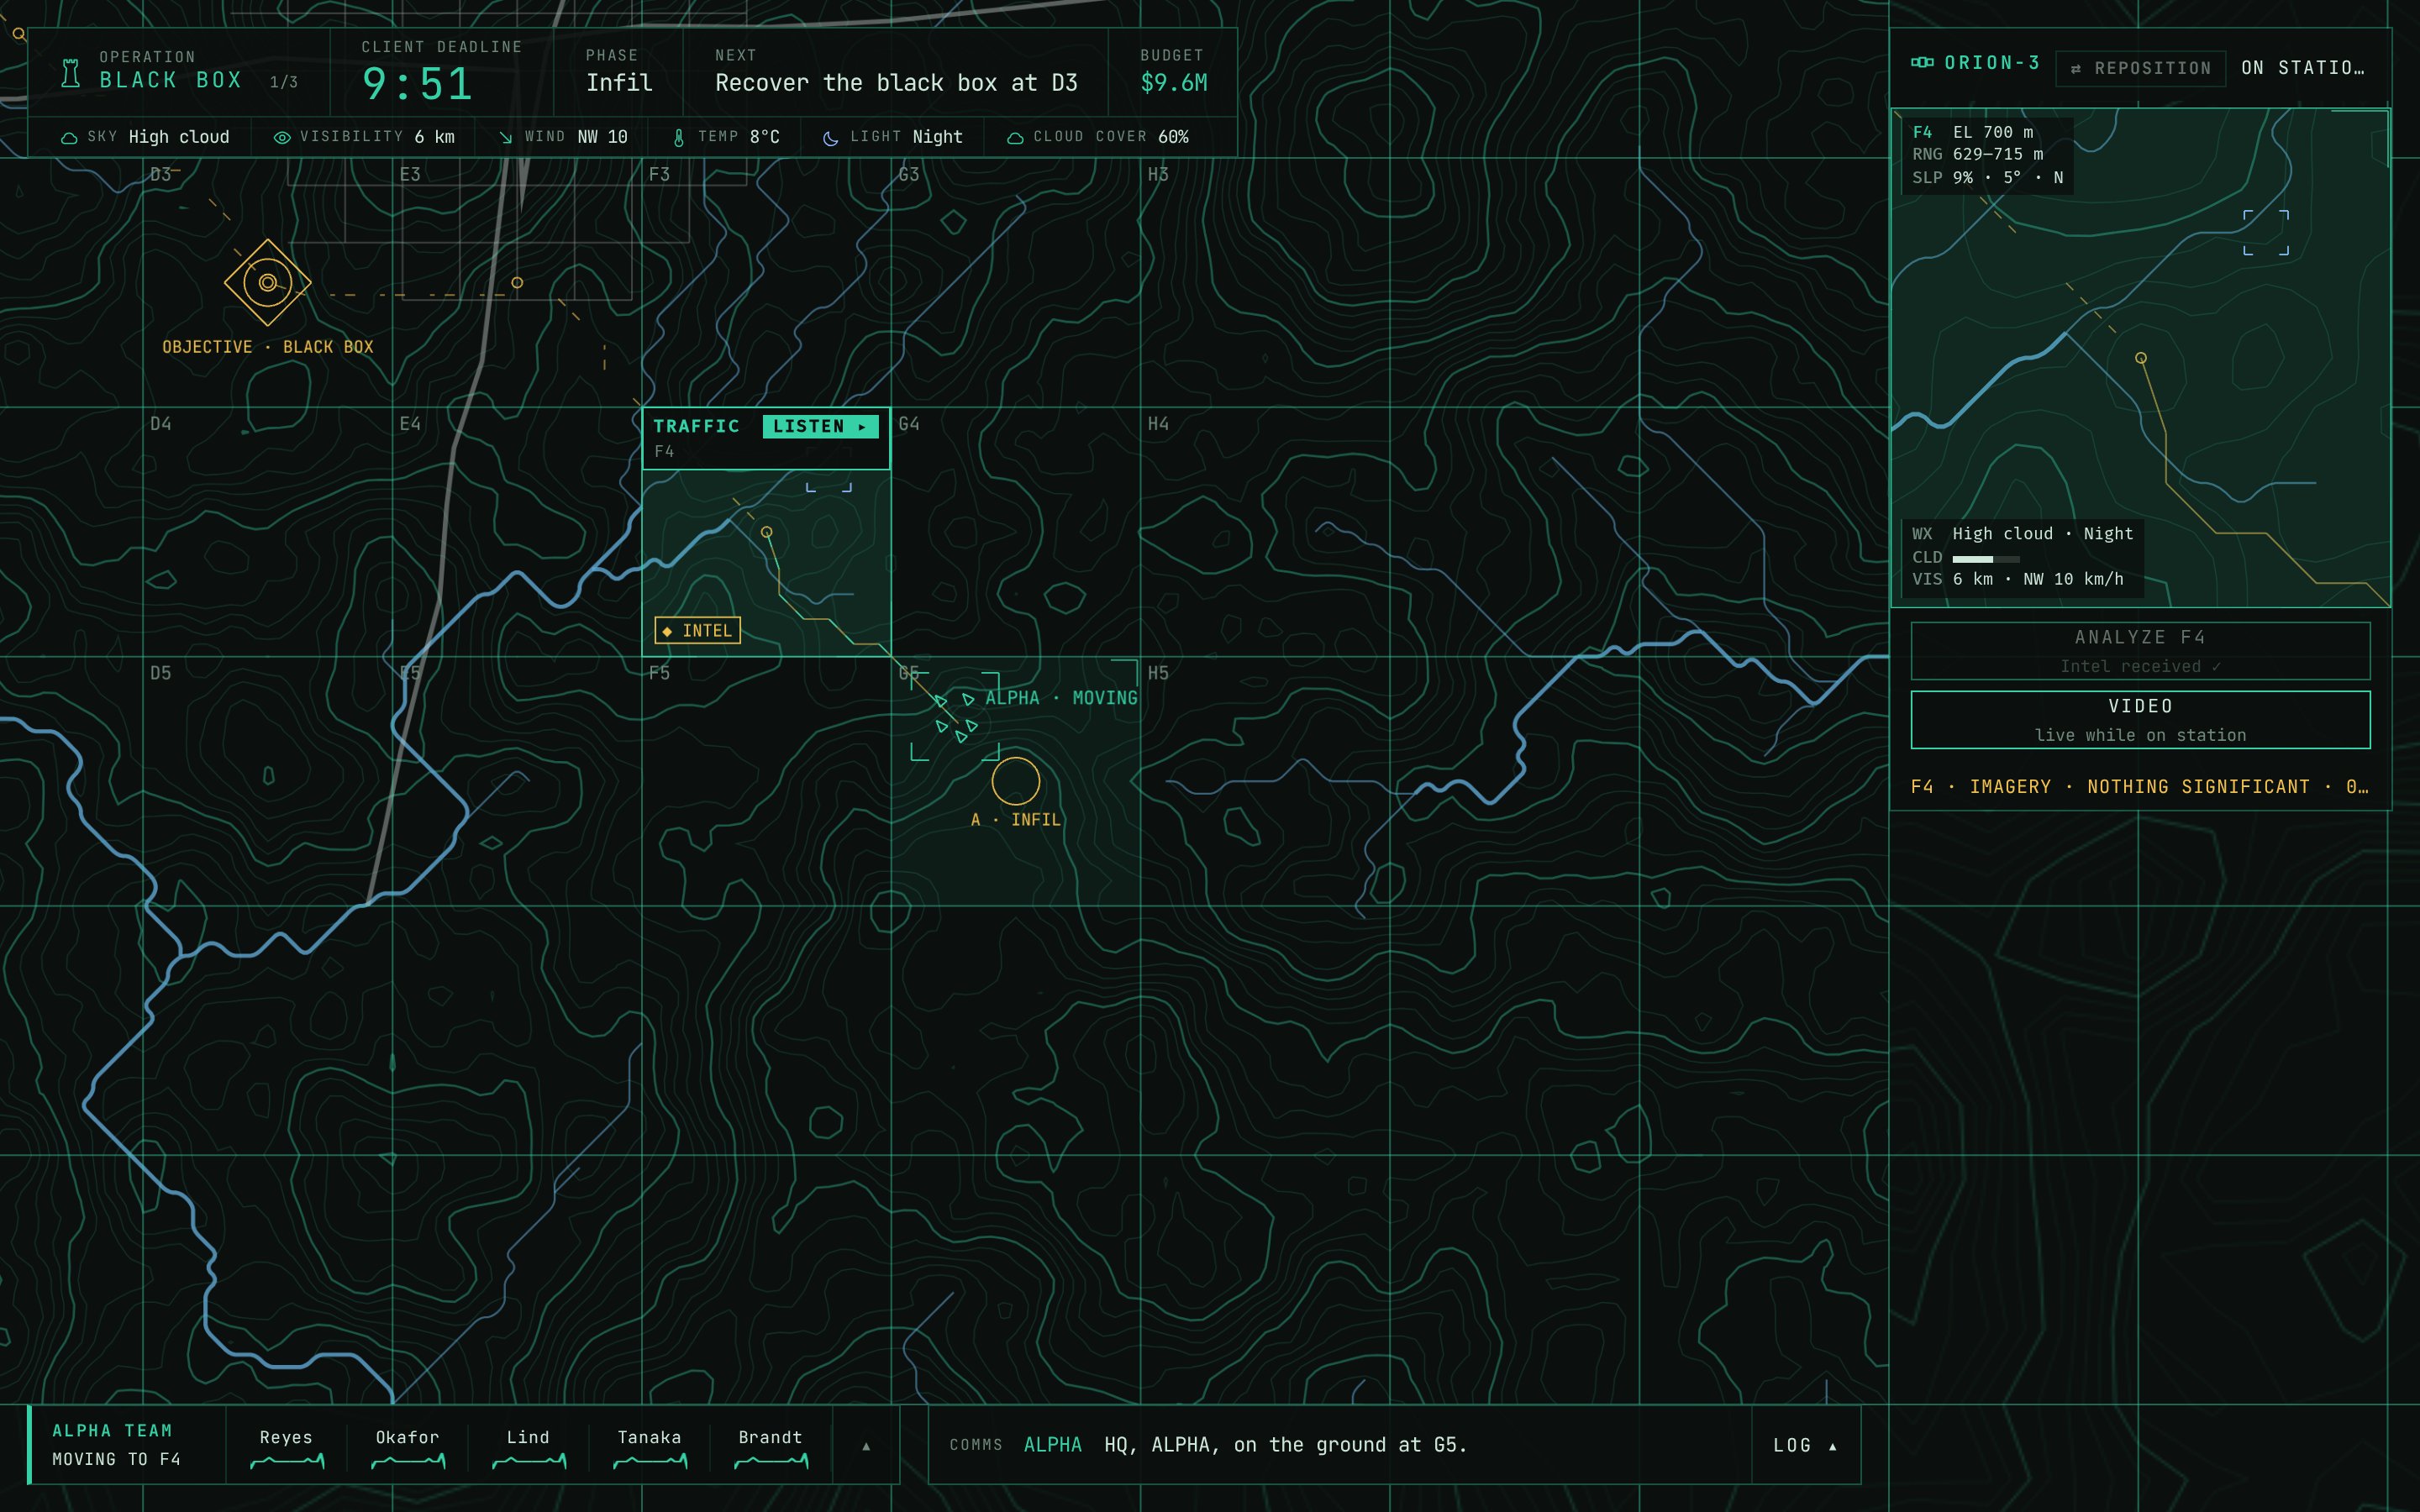 OPERATION
BLACK BOX 1/3
CLIENT DEADLINE
9:51
PHASE
Infil
NEXT
Recover the black box at D3
BUDGET
$9.6M
SKY High cloud
VISIBILITY 6 km
WIND NW 10
TEMP 8°C
LIGHT Night
CLOUD COVER 60%
ORION-3
⇄ REPOSITION
ON STATIO…
F4 EL 700 m
RNG 629–715 m
SLP 9% · 5° · N
WX High cloud · Night
CLD
VIS 6 km · NW 10 km/h
ANALYZE F4
Intel received ✓
VIDEO
live while on station
F4 · IMAGERY · NOTHING SIGNIFICANT · 0…
D3
E3
F3
G3
H3
OBJECTIVE · BLACK BOX
D4
E4
TRAFFIC LISTEN ▸
F4
G4
H4
◆ INTEL
D5
E5
F5
G5
H5
ALPHA · MOVING
A · INFIL
ALPHA TEAM
MOVING TO F4
Reyes
Okafor
Lind
Tanaka
Brandt
▲
COMMS ALPHA HQ, ALPHA, on the ground at G5.
LOG ▲